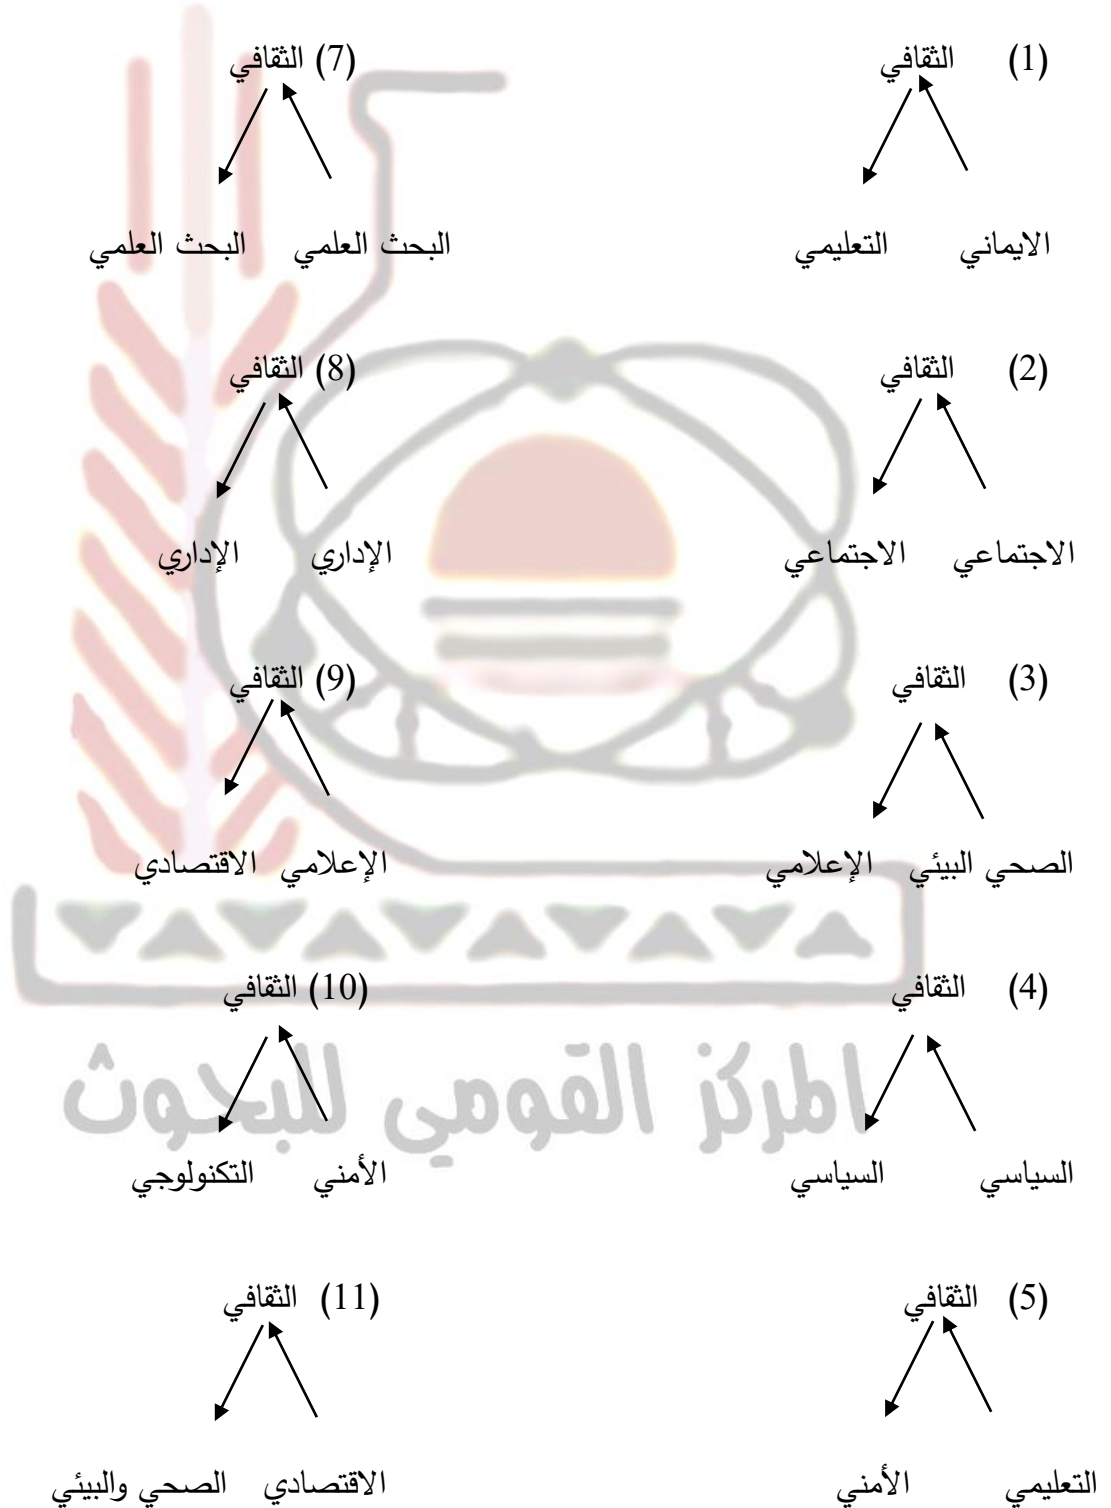 (1) الثقافي
الايماني التعليمي
(2) الثقافي
الاجتماعي الاجتماعي
(3) الثقافي
الصحي البيئي الإعلامي
(4) الثقافي
السياسي السياسي
(5) الثقافي
التعليمي الأمني
(7) الثقافي
البحث العلمي البحث العلمي
(8) الثقافي
الإداري الإداري
(9) الثقافي
الإعلامي الاقتصادي
(10) الثقافي
الأمني التكنولوجي
(11) الثقافي
الاقتصادي الصحي والبيئي
المركز القومي للبحوث